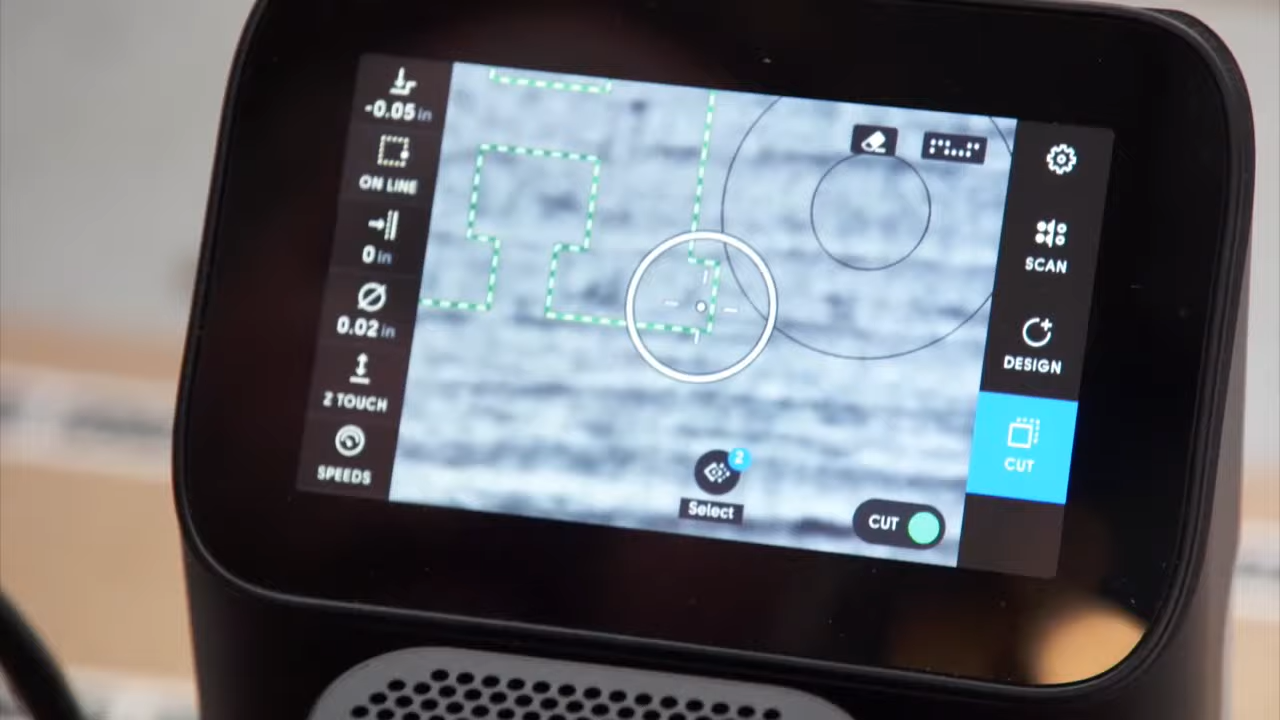 -0.05 in
ON LINE
0 in
0.02 in
Z TOUCH
SPEEDS
2
Select
CUT
SCAN
DESIGN
CUT